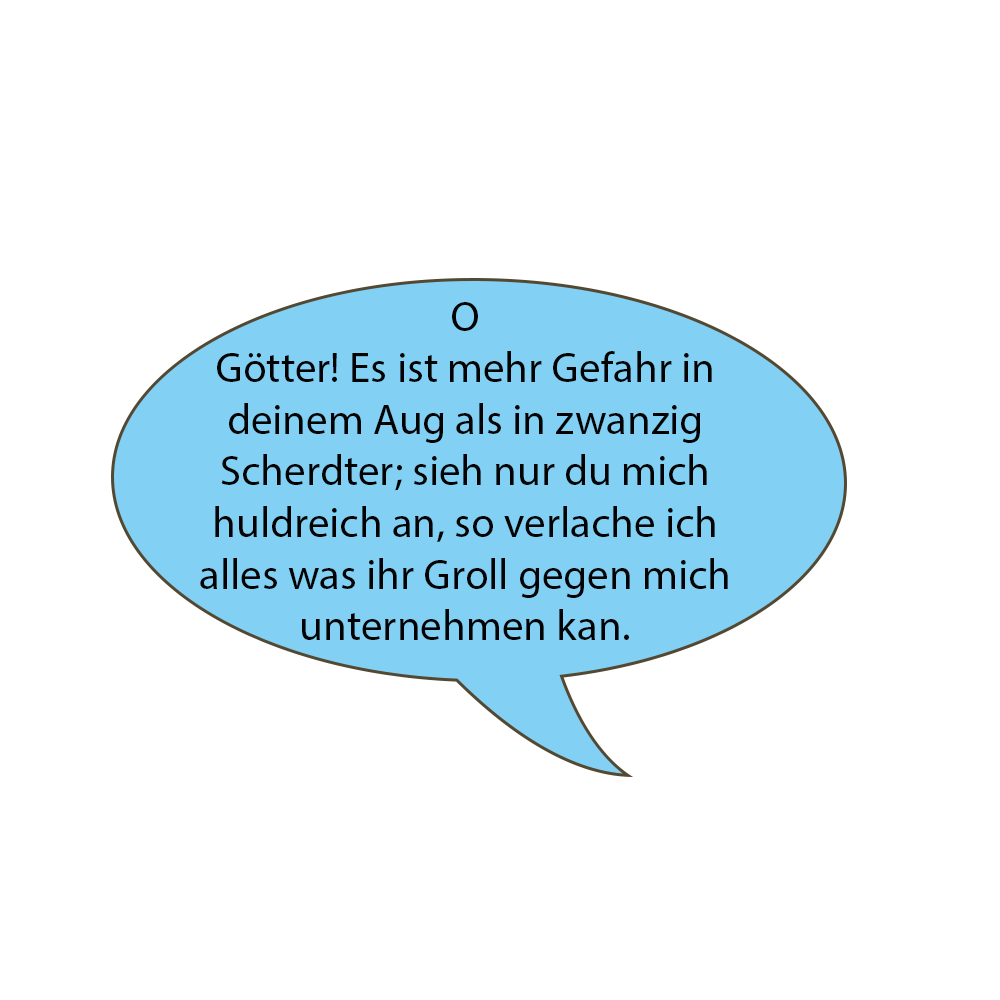 O
Götter! Es ist mehr Gefahr in
deinem Aug als in zwanzig
Scherdter; sieh nur du mich
huldreich an, so verlache ich
alles was ihr Groll gegen mich
unternehmen kan.